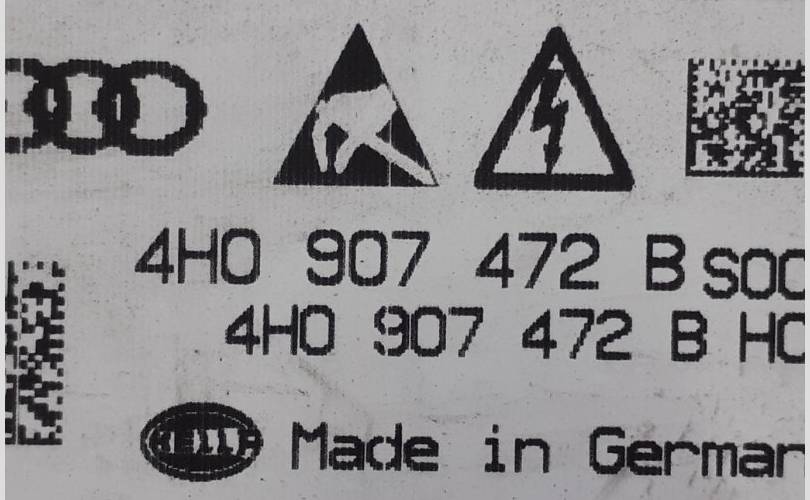 4H0 907 472 B SOC
4H0 907 472 B HC
HELLA Made in German